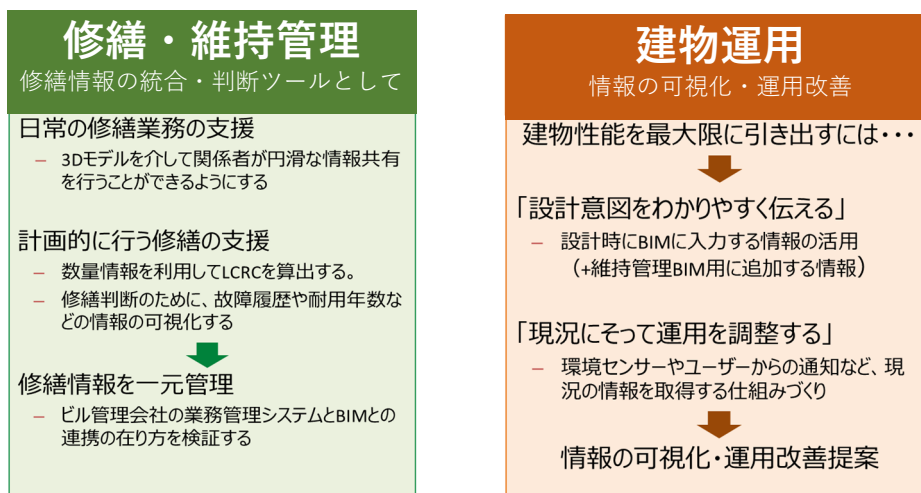 修繕・維持管理
修繕情報の統合・判断ツールとして
日常の修繕業務の支援
– 3Dモデルを介して関係者が円滑な情報共有
を行うことができるようにする
計画的に行う修繕の支援
– 数量情報を利用してLCRCを算出する。
– 修繕判断のために、故障履歴や耐用年数な
どの情報の可視化する
修繕情報を一元管理
– ビル管理会社の業務管理システムとBIMとの
連携の在り方を検証する
建物運用
情報の可視化・運用改善
建物性能を最大限に引き出すには・・・
「設計意図をわかりやすく伝える」
– 設計時にBIMに入力する情報の活用
（+維持管理BIM用に追加する情報）
「現況にそって運用を調整する」
– 環境センサーやユーザーからの通知など、現
況の情報を取得する仕組みづくり
情報の可視化・運用改善提案